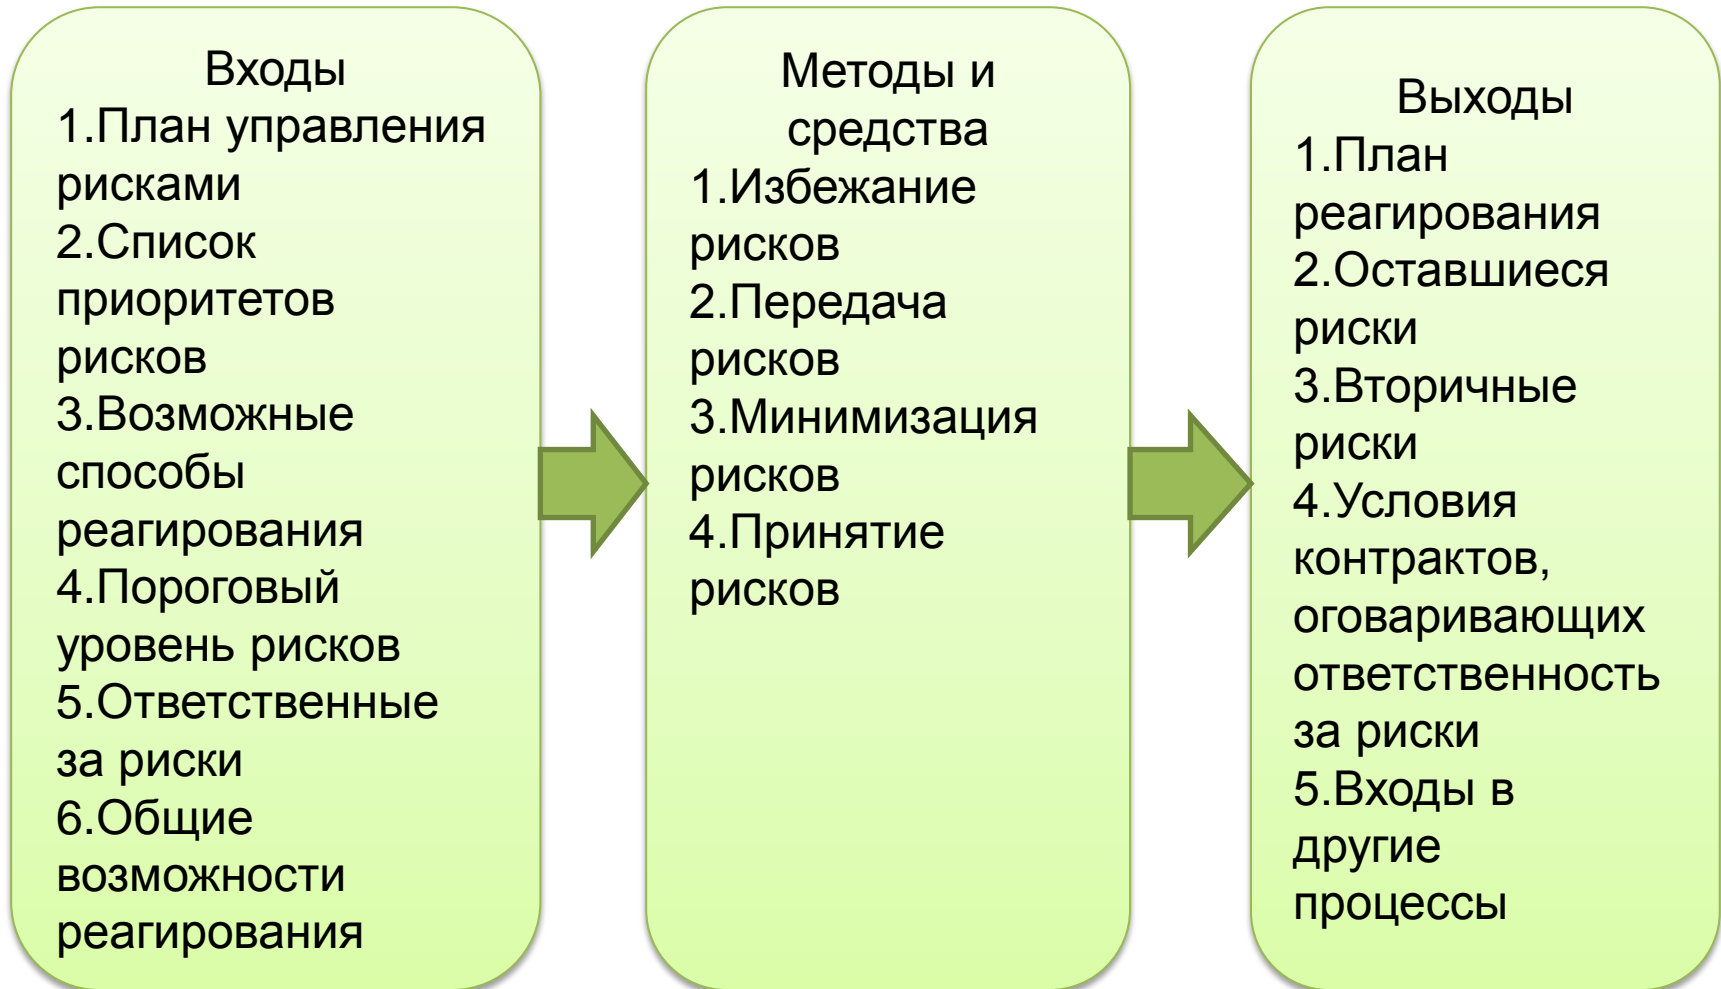 Входы
1.План управления
рисками
2.Список
приоритетов
рисков
3.Возможные
способы
реагирования
4.Пороговый
уровень рисков
5.Ответственные
за риски
6.Общие
возможности
реагирования
Методы и
средства
1.Избежание
рисков
2.Передача
рисков
3.Минимизация
рисков
4.Принятие
рисков
Выходы
1.План
реагирования
2.Оставшиеся
риски
3.Вторичные
риски
4.Условия
контрактов,
оговаривающих
ответственность
за риски
5.Входы в
другие
процессы